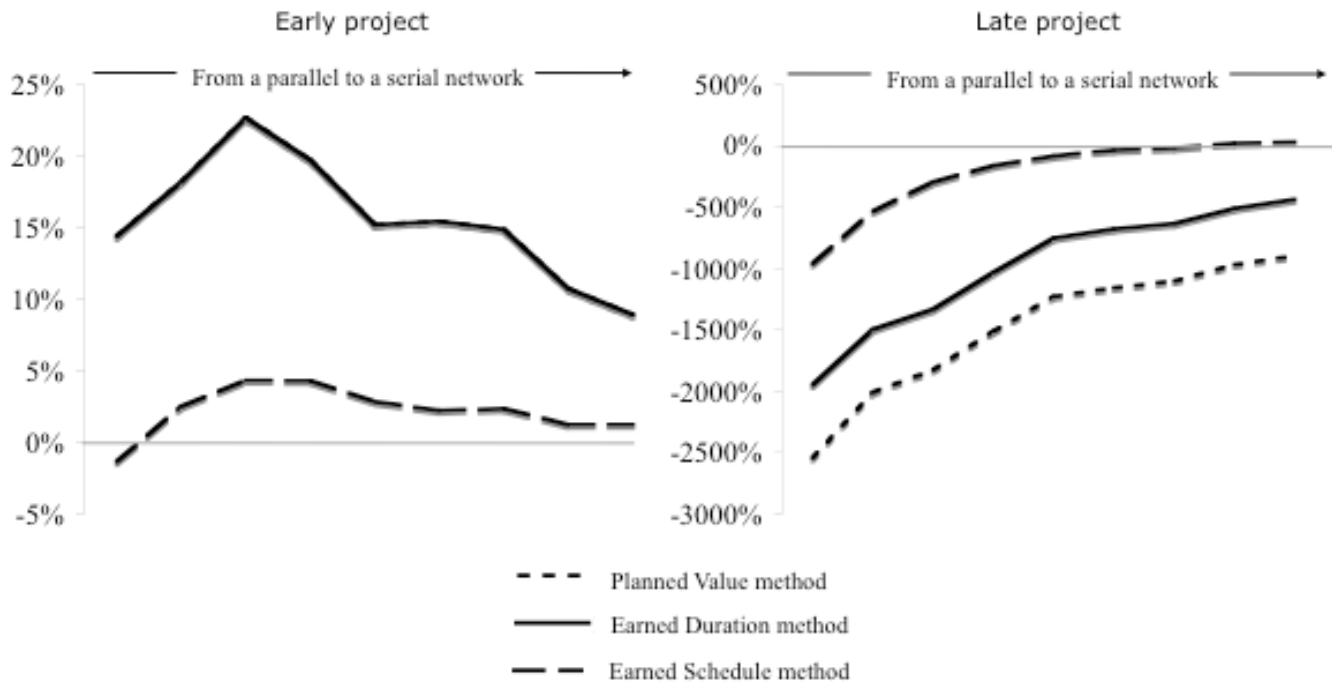 Early project
From a parallel to a serial network
25%
20%
15%
10%
5%
0%
-5%
Late project
From a parallel to a serial network
500%
0%
-500%
-1000%
-1500%
-2000%
-2500%
-3000%
Planned Value method
Earned Duration method
Earned Schedule method